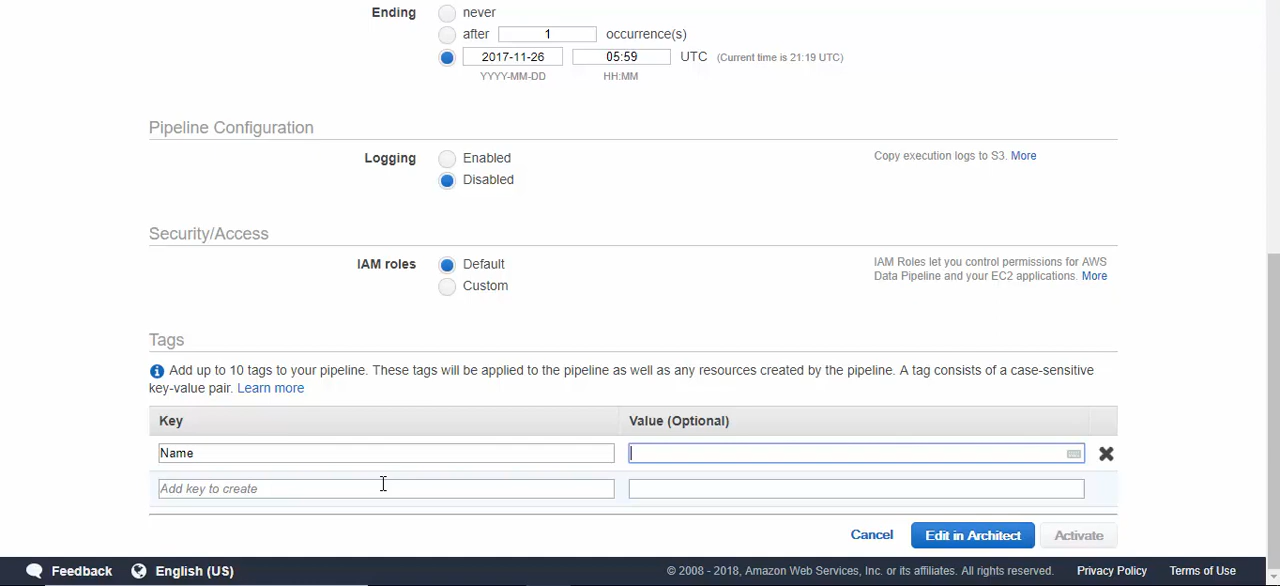 Ending never
after 1 occurrence(s)
2017-11-26 05:59 UTC (Current time is 21:19 UTC)
YYYY-MM-DD HH:MM
Pipeline Configuration
Logging Enabled Copy execution logs to S3. More
Disabled
Security/Access
IAM roles Default IAM Roles let you control permissions for AWS
Data Pipeline and your EC2 applications. More
Custom
Tags
Add up to 10 tags to your pipeline. These tags will be applied to the pipeline as well as any resources created by the pipeline. A tag consists of a case-sensitive
key-value pair. Learn more
Key Value (Optional)
Name
Add key to create
Cancel Edit in Architect Activate
Feedback English (US) © 2008 - 2018, Amazon Web Services, Inc. or its affiliates. All rights reserved. Privacy Policy Terms of Use